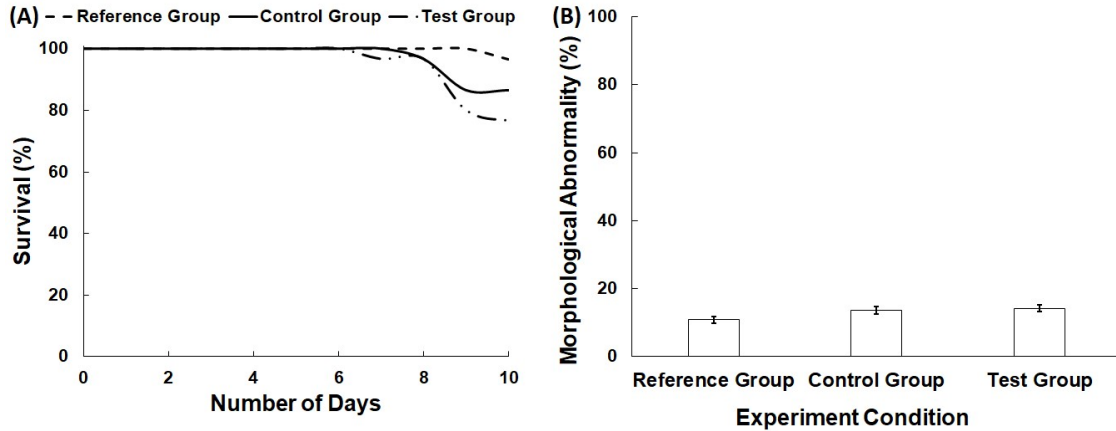 (A)
Reference Group
Control Group
Test Group
100
80
60
40
20
0
Survival (%)
0
2
4
6
8
10
Number of Days
(B)
100
80
60
40
20
0
Morphological Abnormality (%)
Reference Group
Control Group
Test Group
Experiment Condition